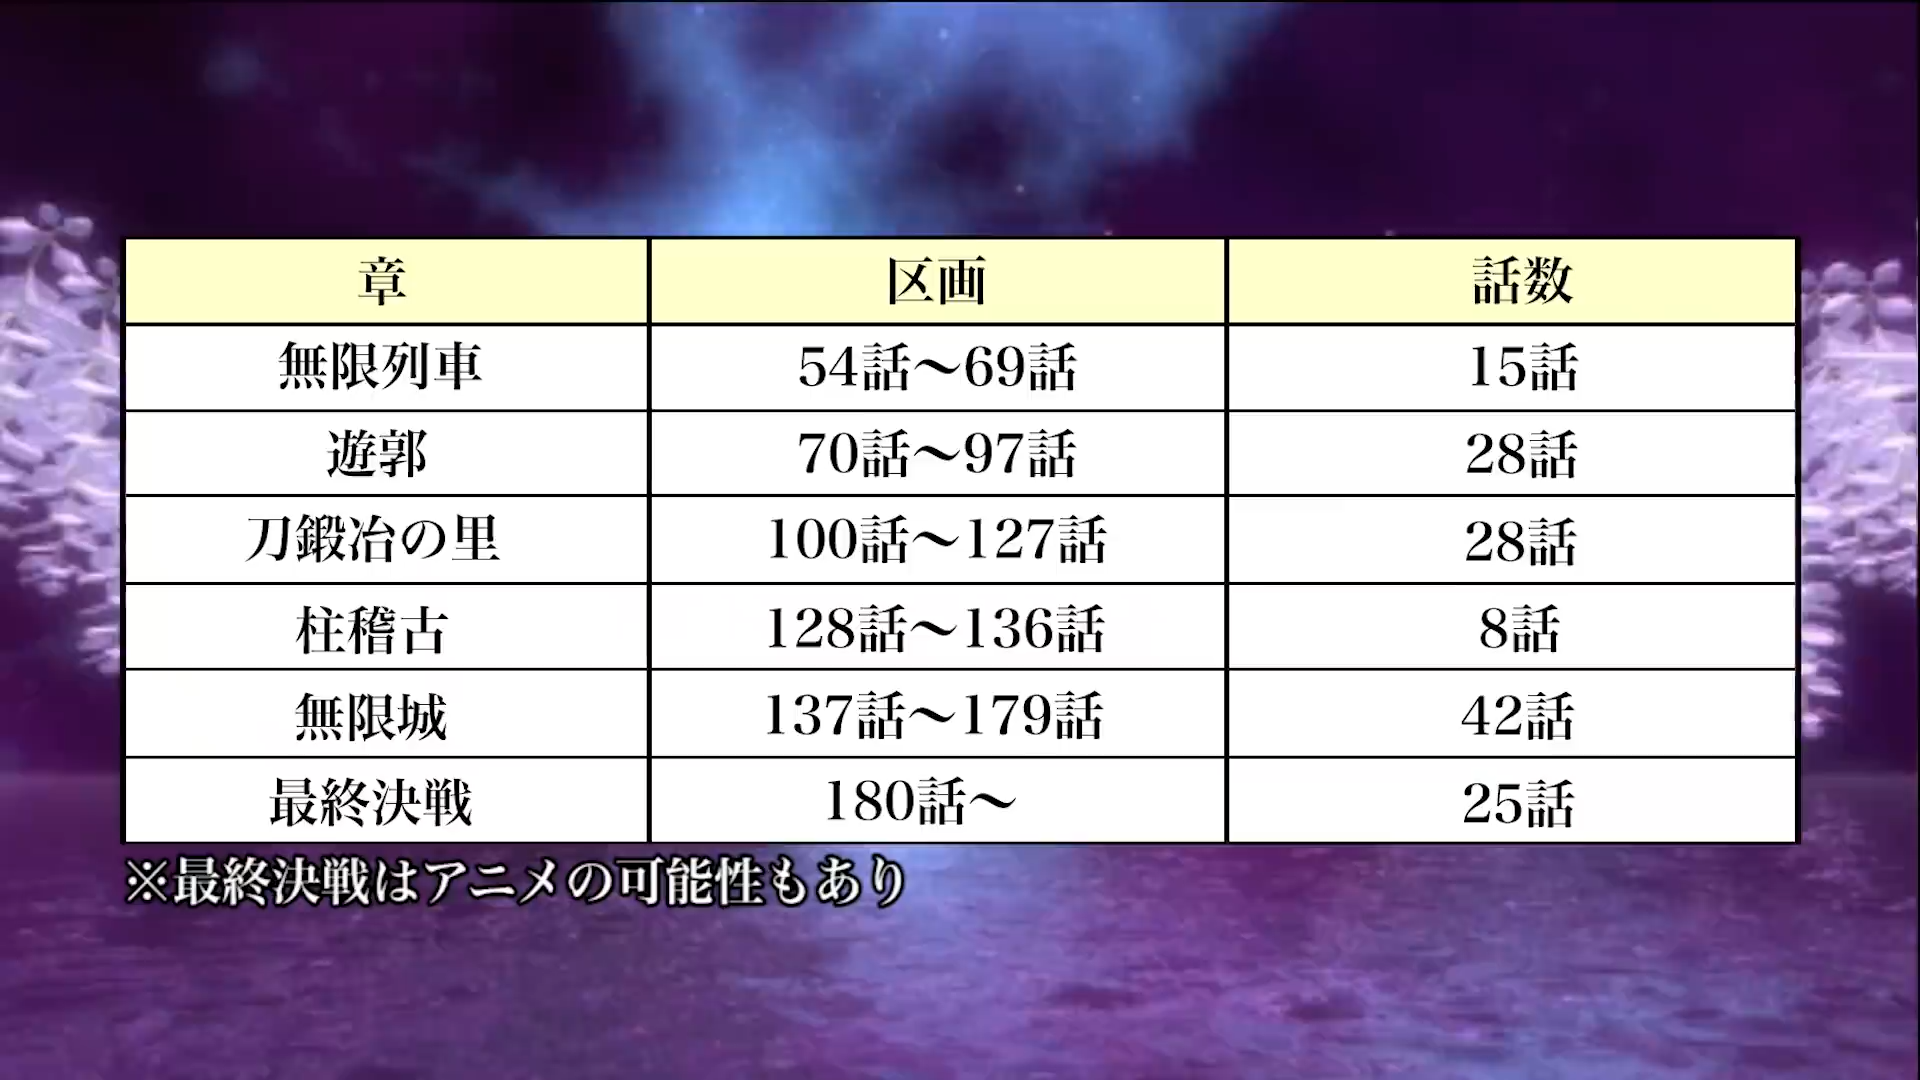 章 区画 話数
無限列車 54話～69話 15話
遊郭 70話～97話 28話
刀鍛冶の里 100話～127話 28話
柱稽古 128話～136話 8話
無限城 137話～179話 42話
最終決戦 180話～ 25話
※最終決戦はアニメの可能性もあり